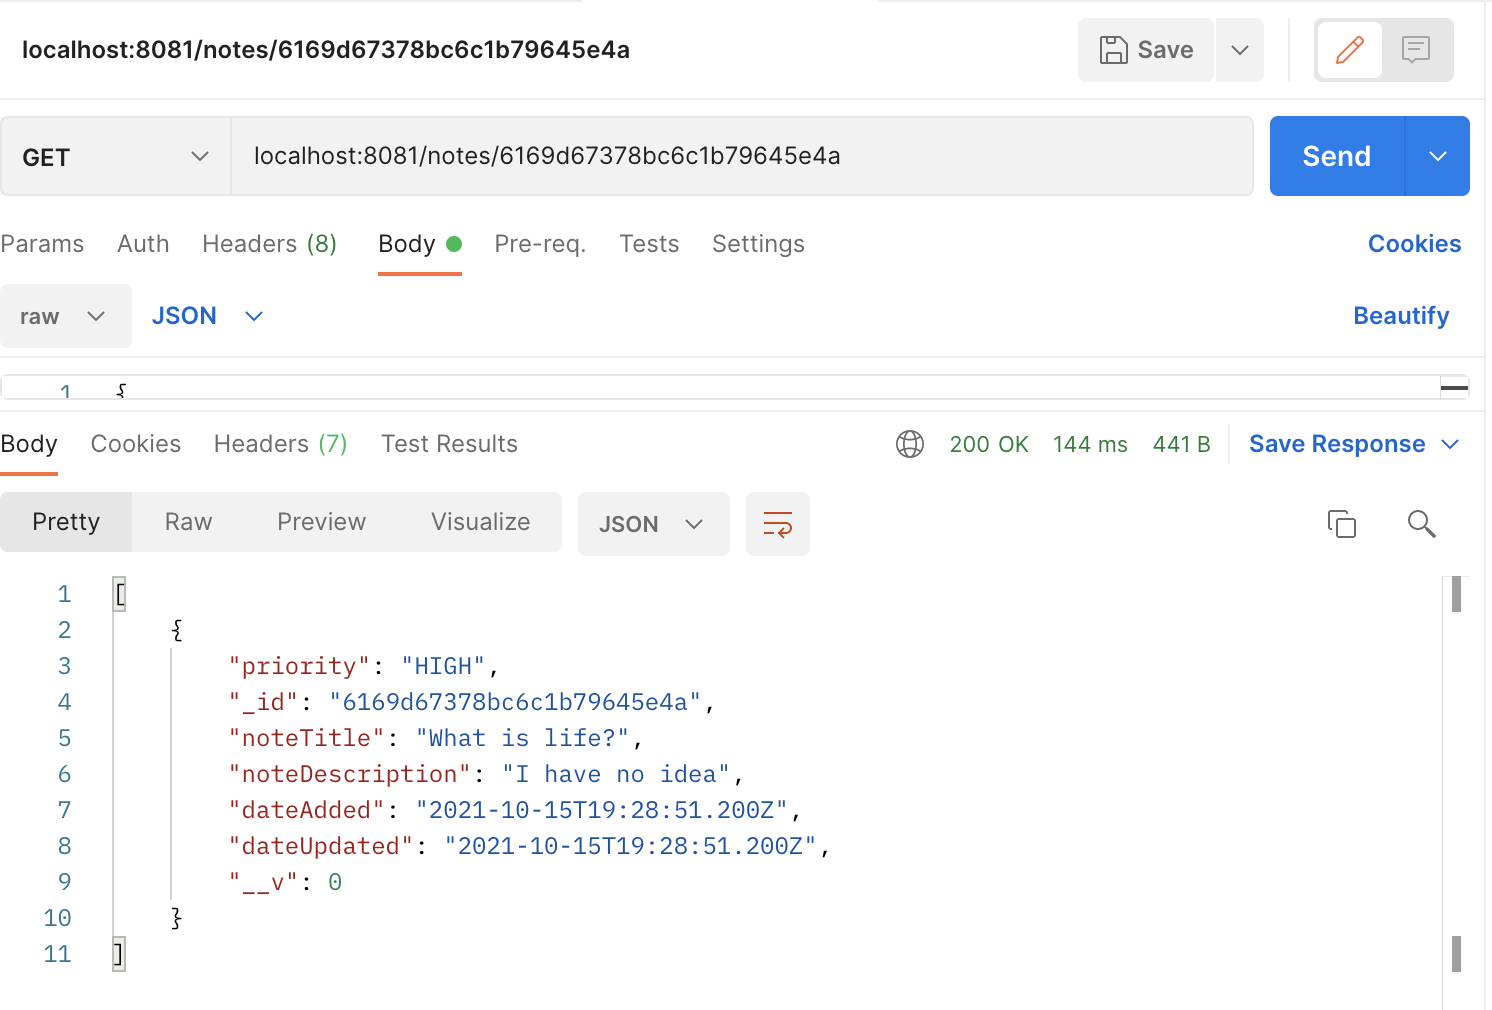 localhost:8081/notes/6169d67378bc6c1b79645e4a
Save
GET
localhost:8081/notes/6169d67378bc6c1b79645e4a
Send
Params Auth Headers (8) Body Pre-req. Tests Settings Cookies
raw JSON Beautify
1 {
Body Cookies Headers (7) Test Results 200 OK 144 ms 441 B Save Response
Pretty Raw Preview Visualize JSON
1 [
2 {
3 "priority": "HIGH",
4 "_id": "6169d67378bc6c1b79645e4a",
5 "noteTitle": "What is life?",
6 "noteDescription": "I have no idea",
7 "dateAdded": "2021-10-15T19:28:51.200Z",
8 "dateUpdated": "2021-10-15T19:28:51.200Z",
9 "__v": 0
10 }
11 ]